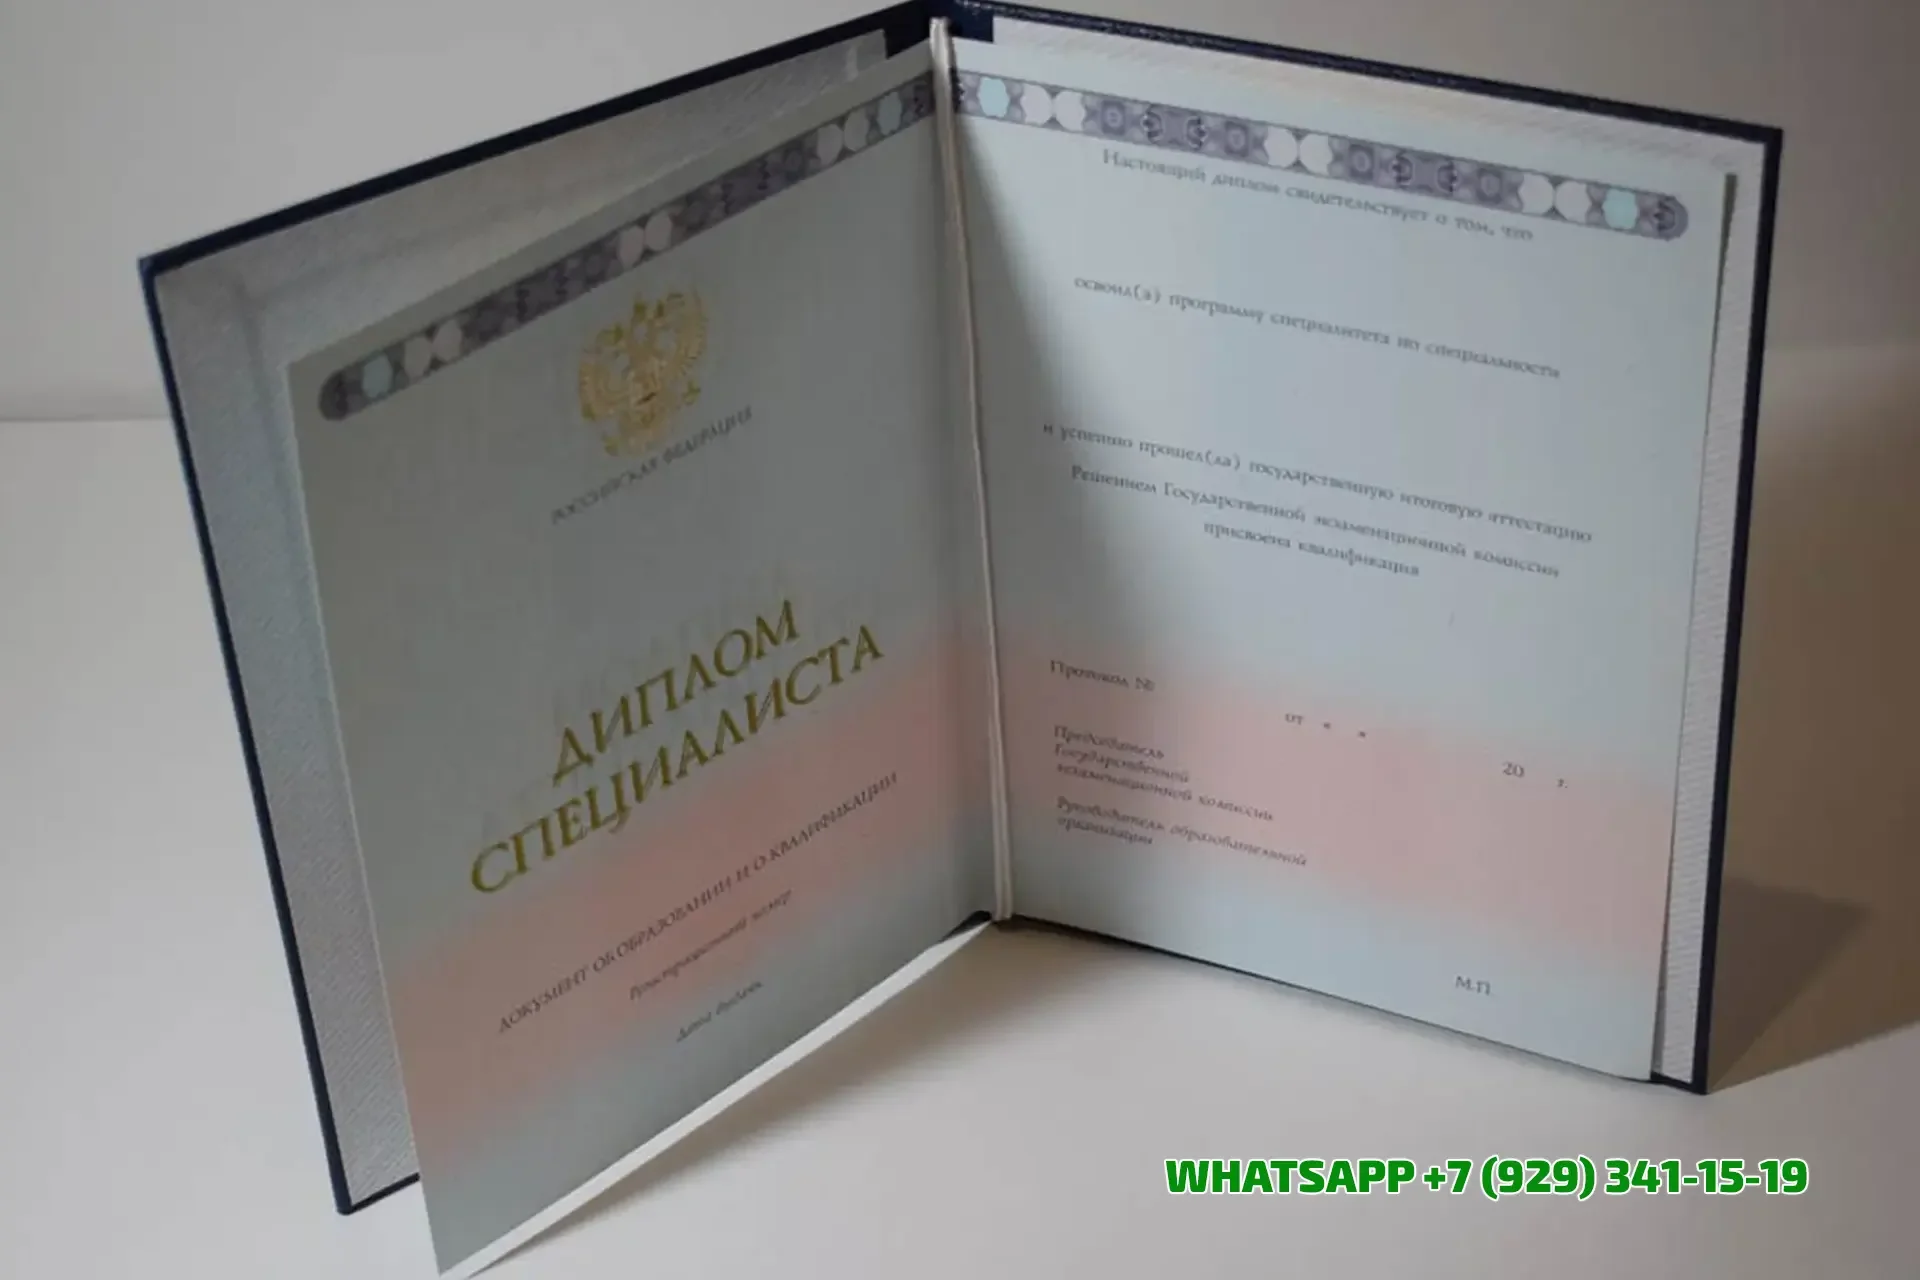 РОССИЙСКАЯ ФЕДЕРАЦИЯ
ДИПЛОМ
СПЕЦИАЛИСТА
ДОКУМЕНТ ОБ ОБРАЗОВАНИИ И О КВАЛИФИКАЦИИ
Регистрационный номер
Дата выдачи
Настоящий диплом свидетельствует о том, что
освоил(а) программу специалитета по специальности
и успешно прошел(ла) государственную итоговую аттестацию
Решением Государственной экзаменационной комиссии
присвоена квалификация
Протокол №
от « »
20 г.
Председатель
Государственной
экзаменационной комиссии
Руководитель образовательной
организации
М.П.
WHATSAPP +7 (929) 341-15-19